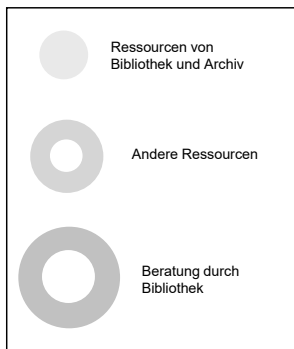 Ressourcen von
Bibliothek und Archiv
Andere Ressourcen
Beratung durch
Bibliothek